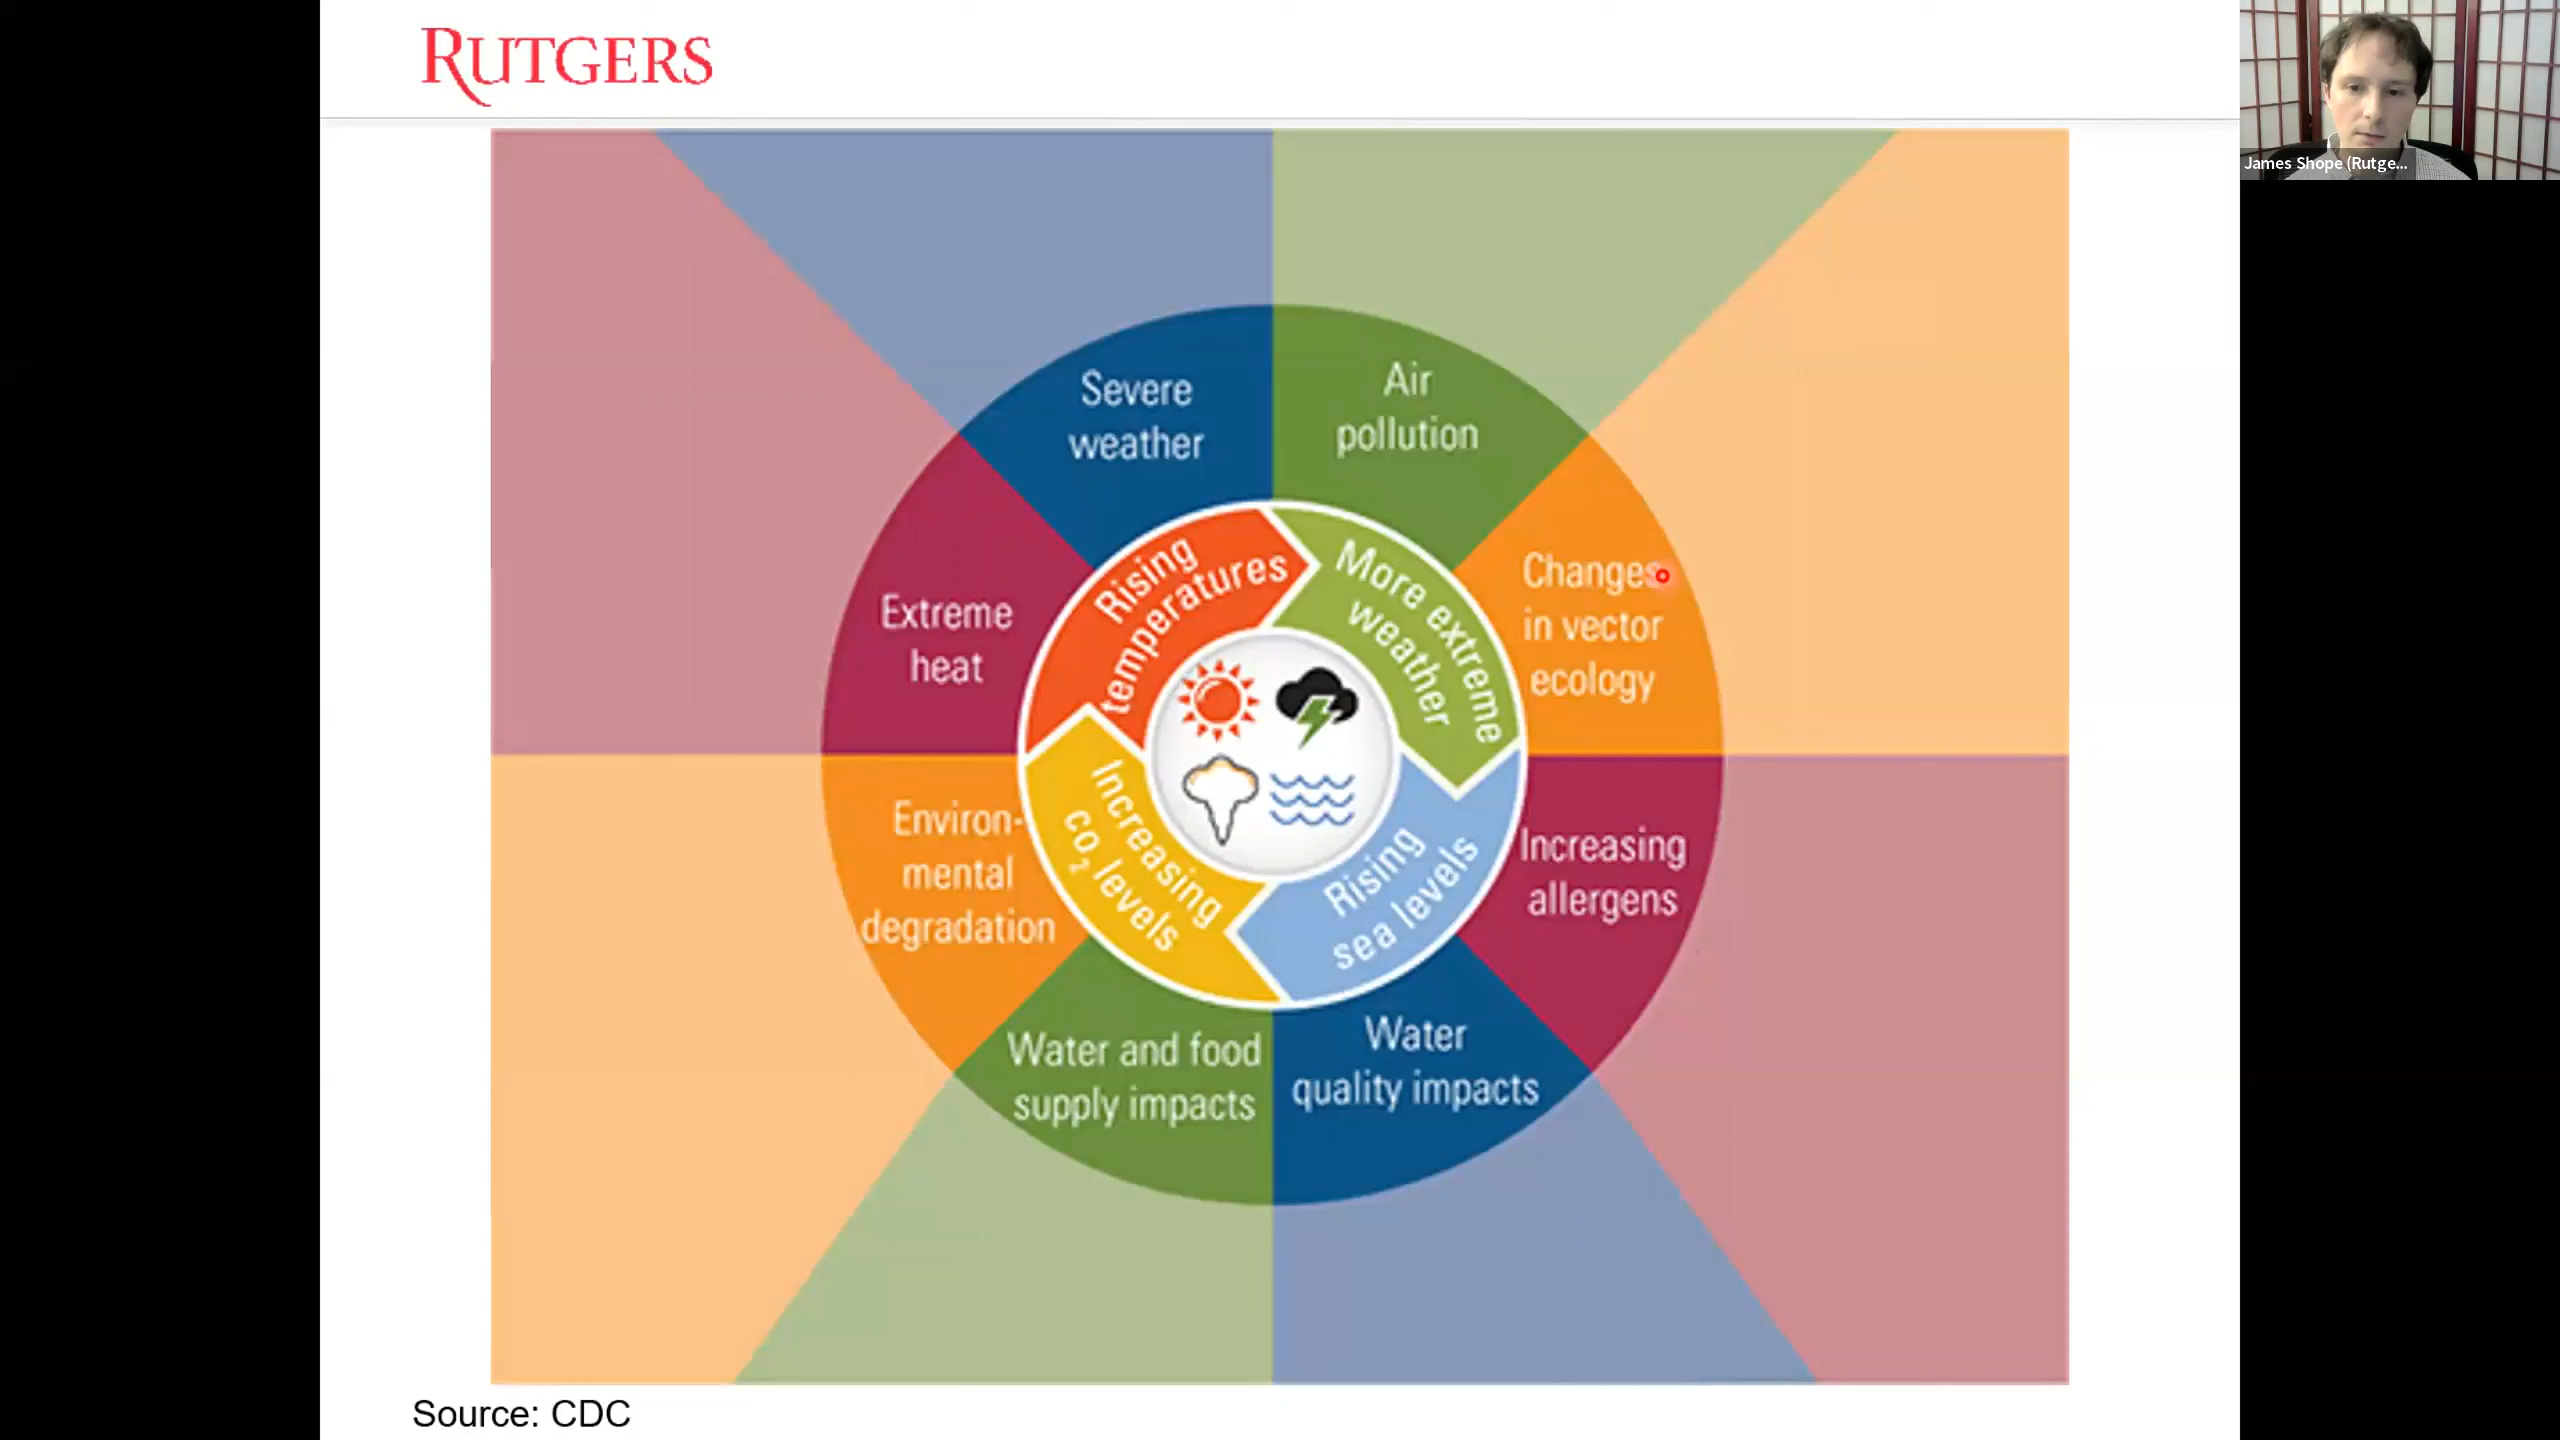 RUTGERS
James Shope (Rutge...
Severe
weather
Air
pollution
Changes
in vector
ecology
Increasing
allergens
Water
quality impacts
Water and food
supply impacts
Environ-
mental
degradation
Extreme
heat
Rising
temperatures
More extreme
weather
Rising
sea levels
Increasing
CO₂ levels
Source: CDC